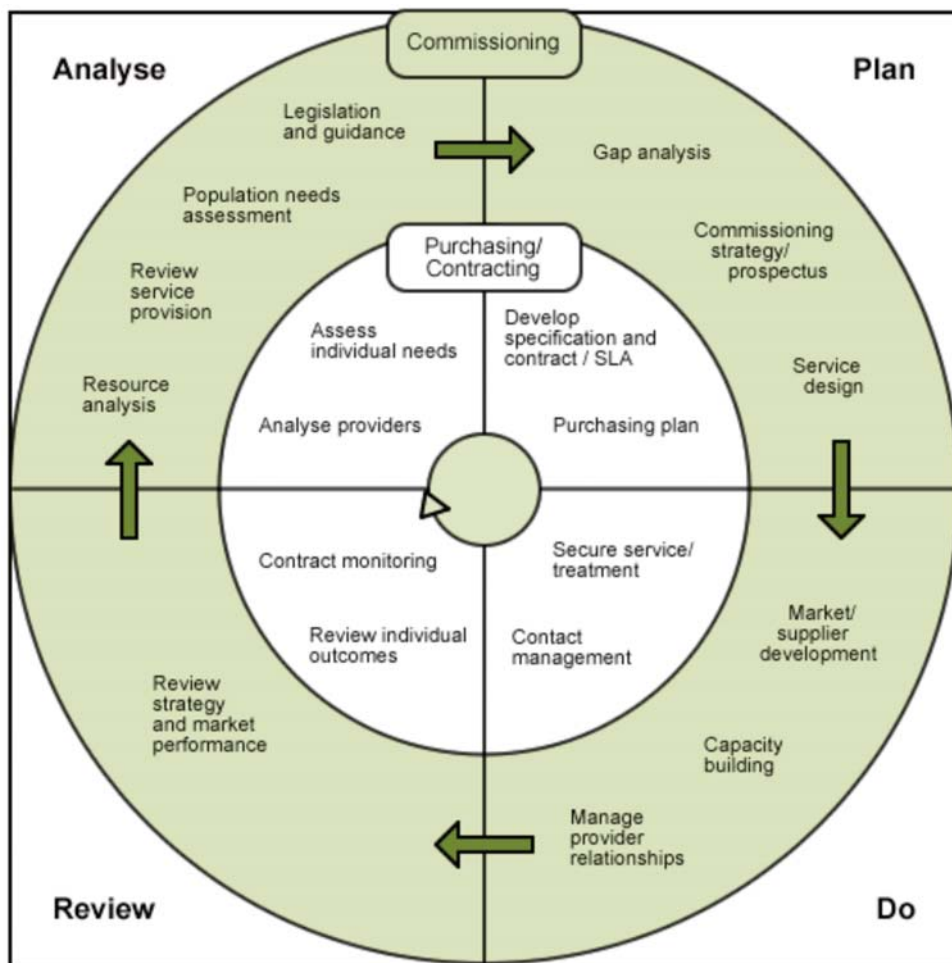 Commissioning
Analyse
Plan
Legislation
and guidance
Gap analysis
Population needs
assessment
Commissioning
strategy/
prospectus
Purchasing/
Contracting
Review
service
provision
Assess
individual needs
Develop
specification and
contract / SLA
Resource
analysis
Service
design
Analyse providers
Purchasing plan
Contract monitoring
Secure service/
treatment
Review individual
outcomes
Contact
management
Market/
supplier
development
Review
strategy
and market
performance
Capacity
building
Manage
provider
relationships
Review
Do